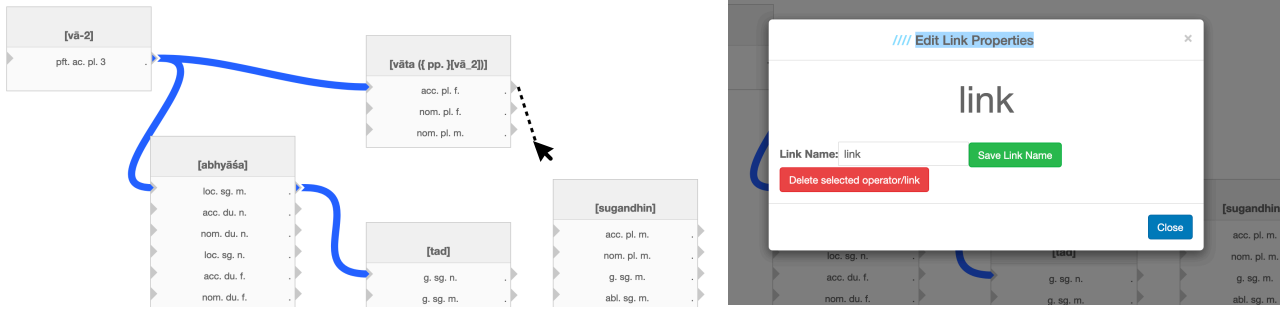 [vā-2]
pft. ac. pl. 3 .
[vāta ({ pp. }[vā_2])]
acc. pl. f. .
nom. pl. f. .
nom. pl. m. .
[abhyāśa]
loc. sg. m. .
acc. du. n. .
nom. du. n. .
loc. sg. n. .
acc. du. f. .
nom. du. f. .
[tad]
g. sg. n. .
g. sg. m. .
[sugandhin]
acc. pl. m. .
nom. pl. m. .
g. sg. m. .
abl. sg. m. .
//// Edit Link Properties ×
link
Link Name: link Save Link Name
Delete selected operator/link
Close
[sugandhin
acc. pl. m.
nom. pl. m.
g. sg. m.
abl. sg. m.
loc. sg. n. .
acc. du. f. .
nom. du. f. .
[tad]
g. sg. n. .
g. sg. m. .